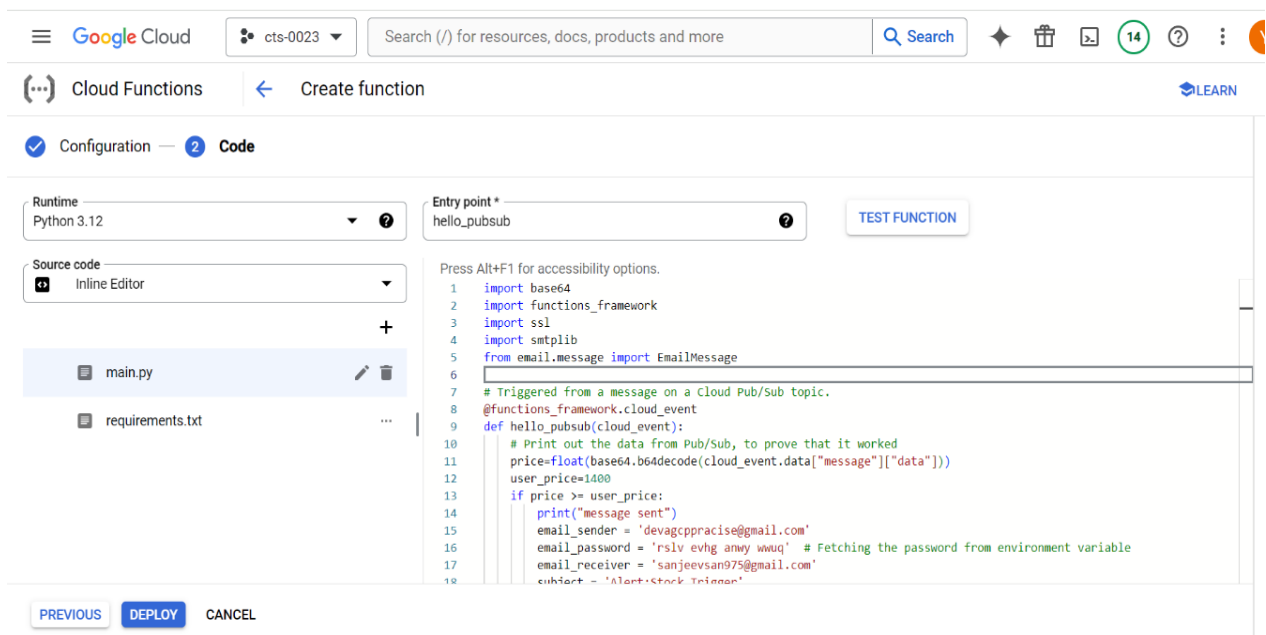 Google Cloud
cts-0023
Search (/) for resources, docs, products and more
Search
14
Cloud Functions
Create function
LEARN
Configuration
2
Code
Runtime
Python 3.12
Entry point *
hello_pubsub
TEST FUNCTION
Source code
Inline Editor
main.py
requirements.txt
Press Alt+F1 for accessibility options.
1 import base64
2 import functions_framework
3 import ssl
4 import smtplib
5 from email.message import EmailMessage
6
7 # Triggered from a message on a Cloud Pub/Sub topic.
8 @functions_framework.cloud_event
9 def hello_pubsub(cloud_event):
10 # Print out the data from Pub/Sub, to prove that it worked
11 price=float(base64.b64decode(cloud_event.data["message"]["data"]))
12 user_price=1400
13 if price >= user_price:
14 print("message sent")
15 email_sender = 'devagcppracise@gmail.com'
16 email_password = 'rslv evhg anwy wwuq' # Fetching the password from environment variable
17 email_receiver = 'sanjeevsan975@gmail.com'
18 subject = 'Alert:Stock Trigger'
PREVIOUS
DEPLOY
CANCEL